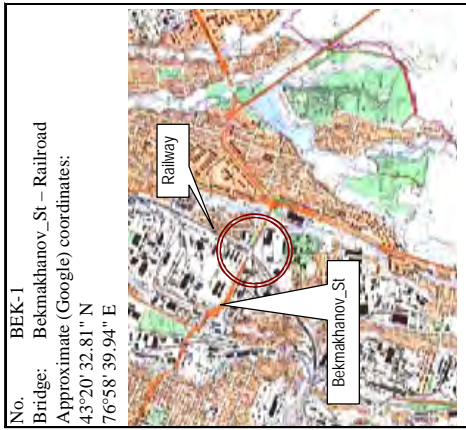 No. BEK-1
Bridge: Bekmakhanov_St – Railroad
Approximate (Google) coordinates:
43°20' 32.81" N
76°58' 39.94" E
Railway
Bekmakhanov_St